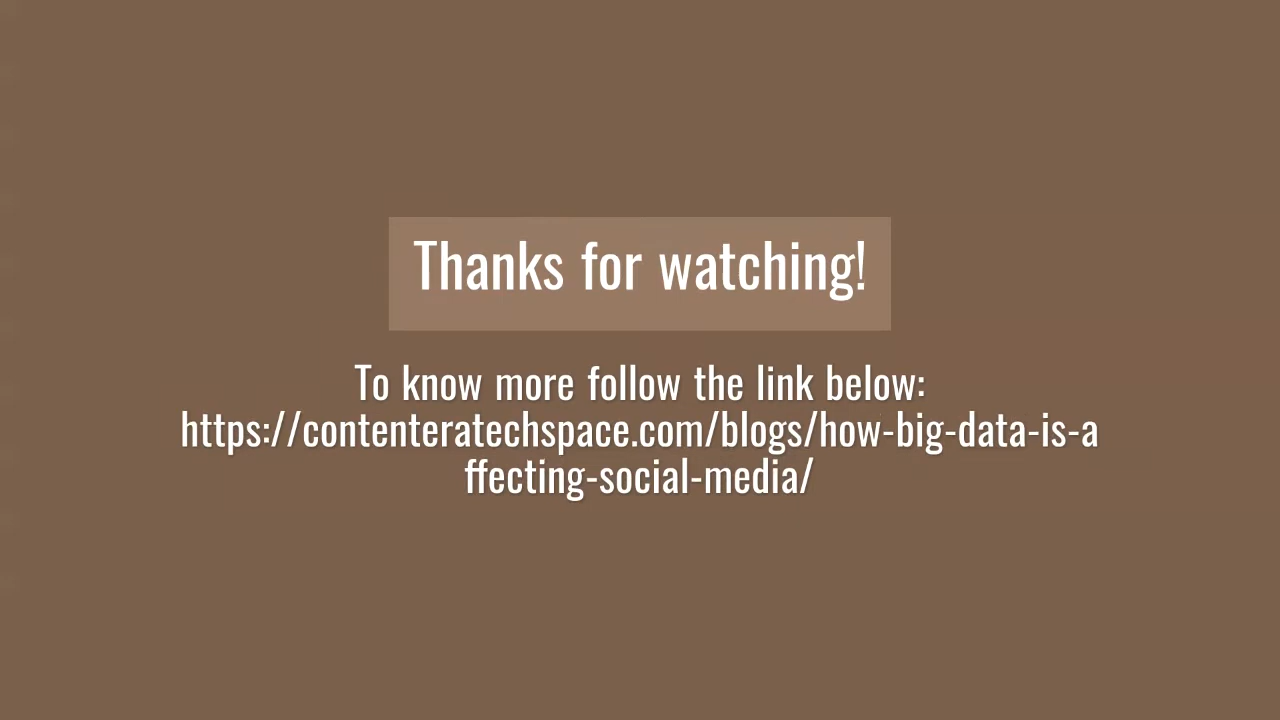 Thanks for watching!
To know more follow the link below:
https://contenteratechspace.com/blogs/how-big-data-is-a
ffecting-social-media/